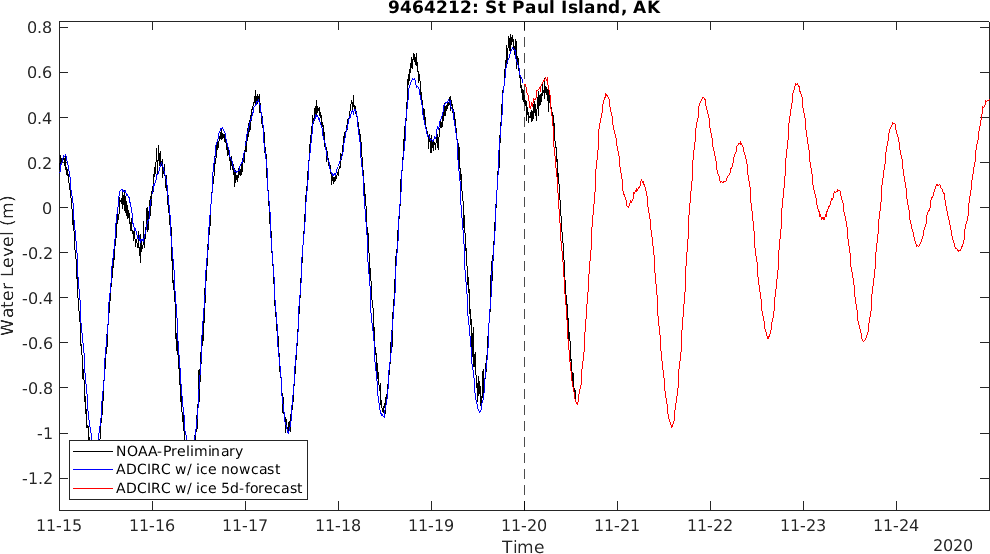 9464212: St Paul Island, AK
Water Level (m)
0.8
0.6
0.4
0.2
0
-0.2
-0.4
-0.6
-0.8
-1
-1.2
NOAA-Preliminary
ADCIRC w/ ice nowcast
ADCIRC w/ ice 5d-forecast
11-15 11-16 11-17 11-18 11-19 11-20 11-21 11-22 11-23 11-24
Time
2020